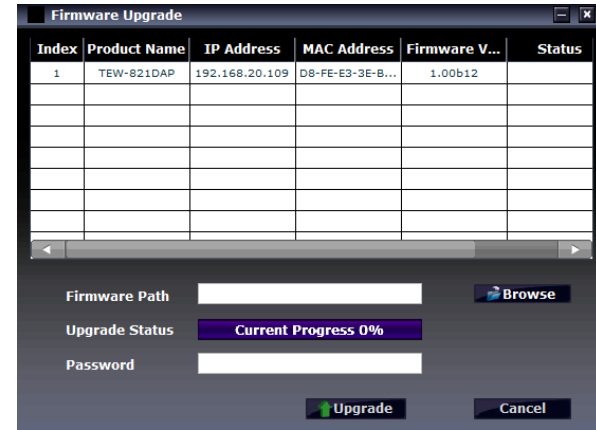 Firmware Upgrade
Index Product Name IP Address MAC Address Firmware V... Status
1 TEW-821DAP 192.168.20.109 D8-FE-E3-3E-B... 1.00b12
Firmware Path Browse
Upgrade Status Current Progress 0%
Password
Upgrade Cancel